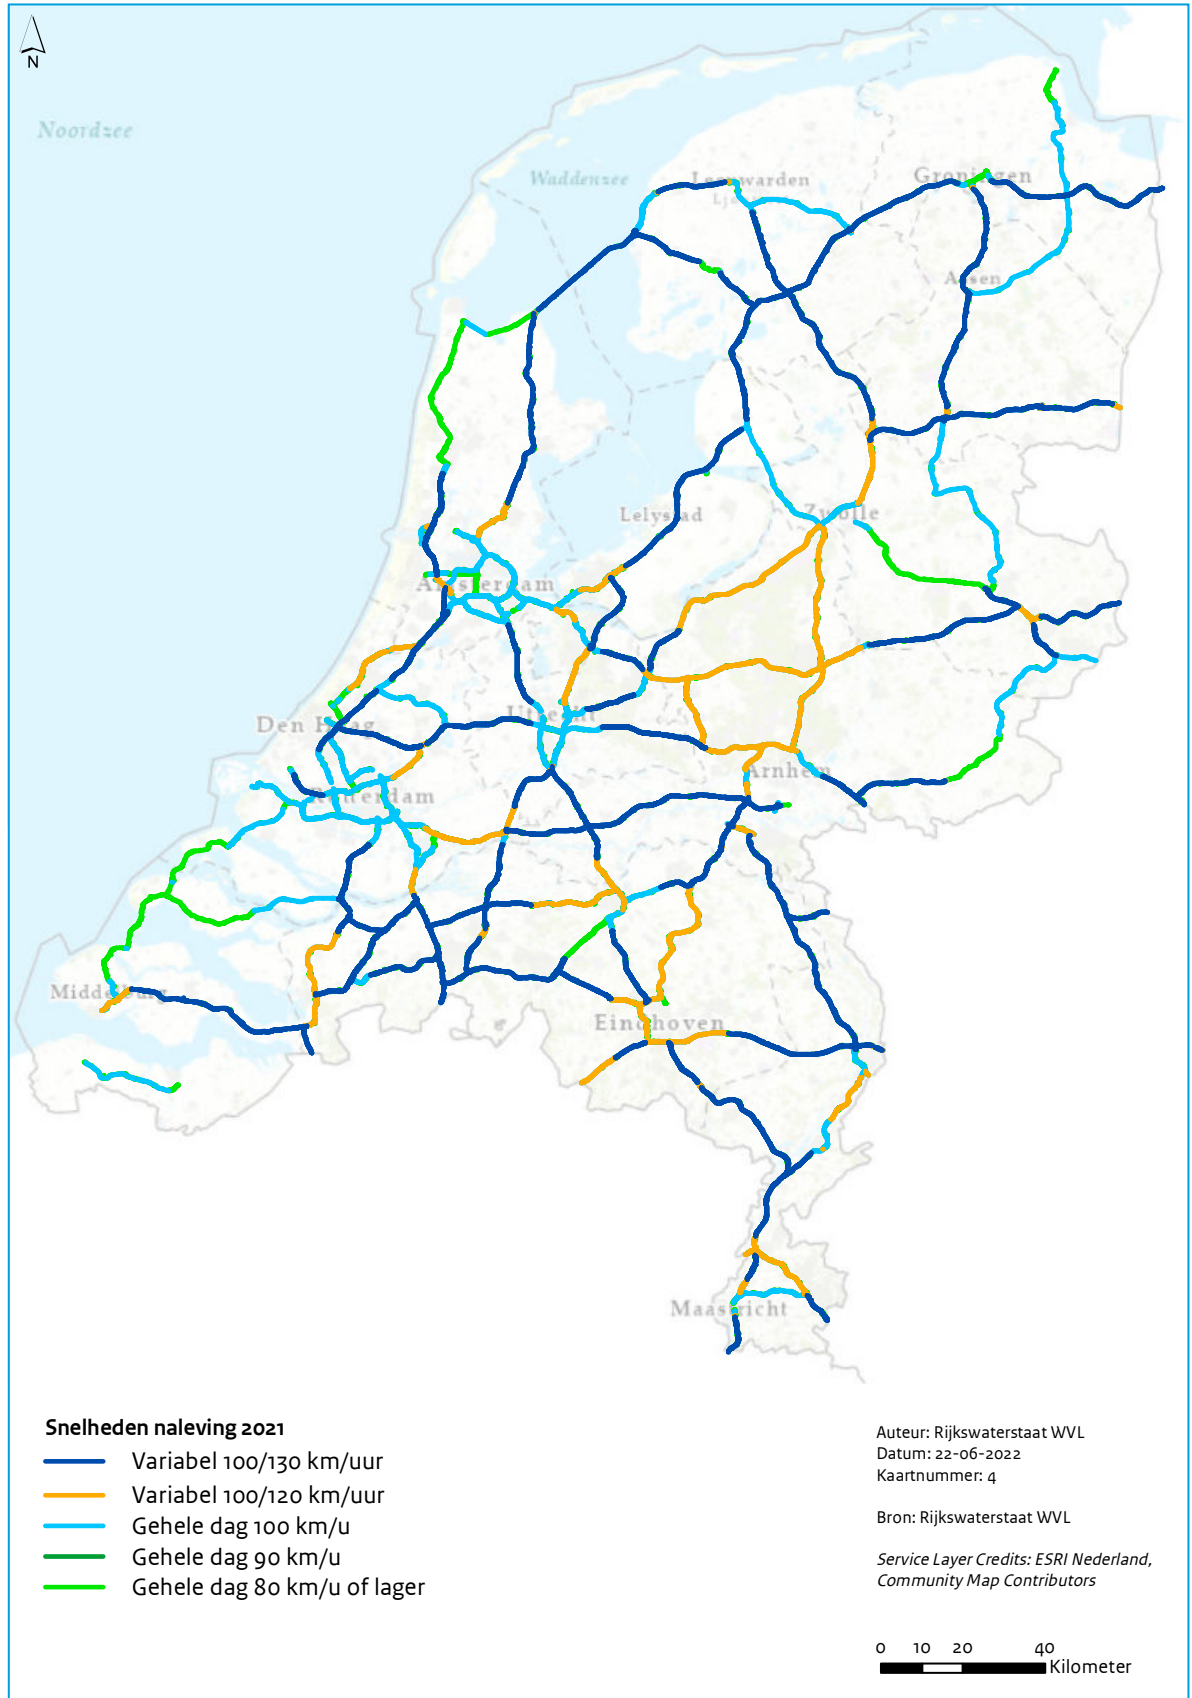 N
Noordzee
Waddenzee
Leeuwarden
Groningen
Assen
Lelystad
Zwolle
Amsterdam
Den Haag
Utrecht
Arnhem
Rotterdam
Middelburg
Eindhoven
Maastricht
Snelheden naleving 2021
Variabel 100/130 km/uur
Variabel 100/120 km/uur
Gehele dag 100 km/u
Gehele dag 90 km/u
Gehele dag 80 km/u of lager
Auteur: Rijkswaterstaat WVL
Datum: 22-06-2022
Kaartnummer: 4
Bron: Rijkswaterstaat WVL
Service Layer Credits: ESRI Nederland,
Community Map Contributors
0 10 20 40
Kilometer